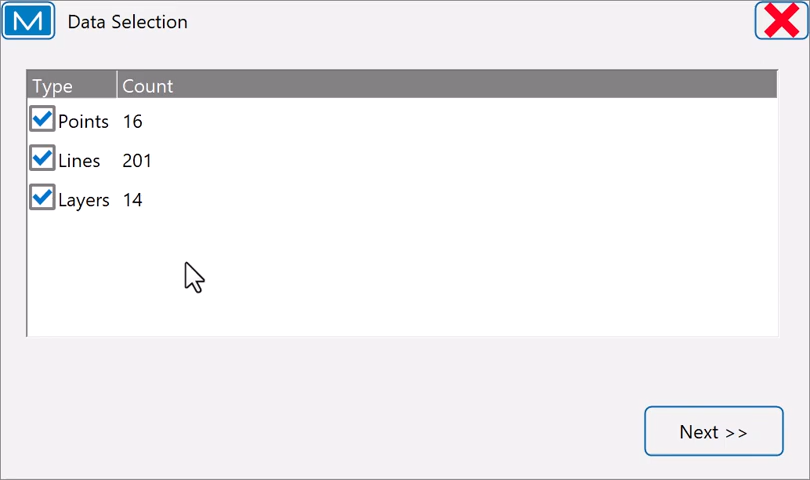 M Data Selection
Type Count
Points 16
Lines 201
Layers 14
Next >>